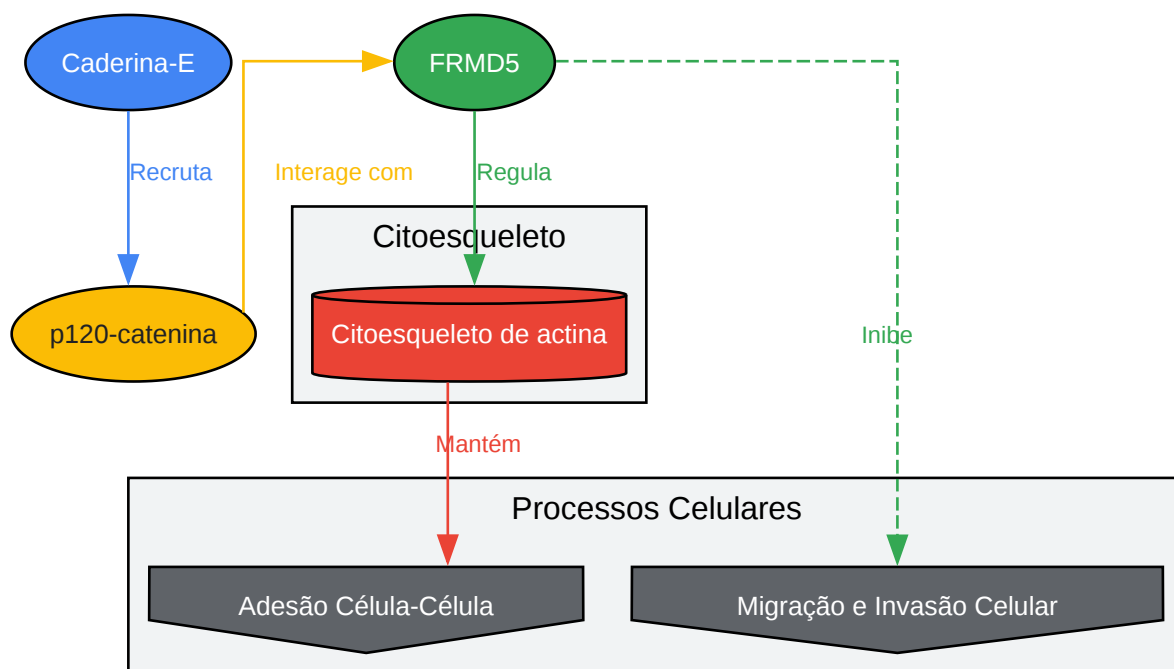 Caderina-E
FRMD5
Recruta
Interage com
Regula
Citoesqueleto
p120-catenina
Citoesqueleto de actina
Inibe
Mantém
Processos Celulares
Adesão Célula-Célula
Migração e Invasão Celular